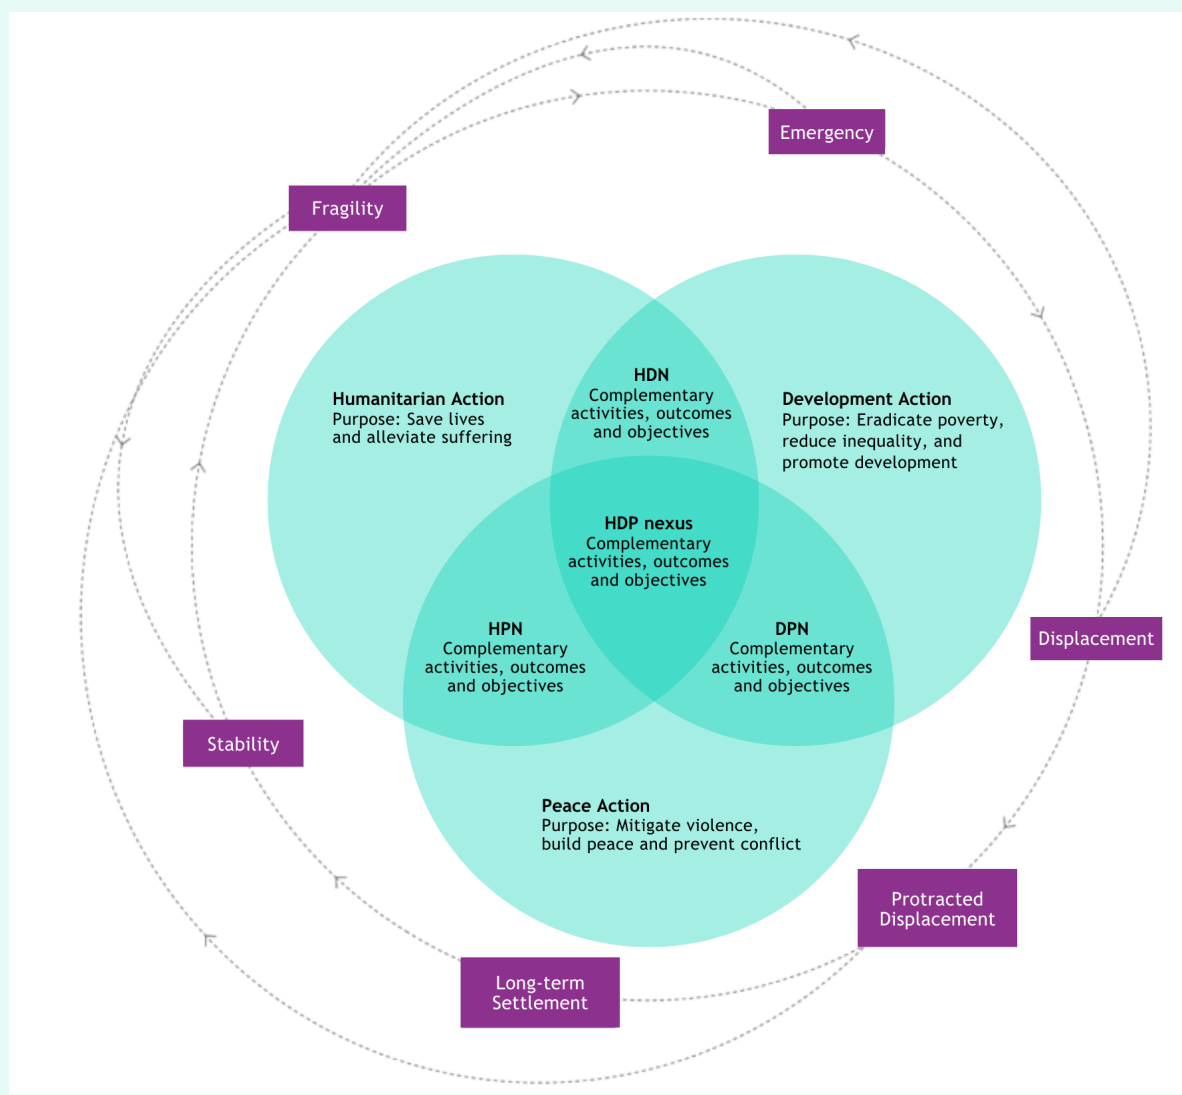 Emergency
Fragility
HDN
Complementary
activities, outcomes
and objectives
Humanitarian Action
Purpose: Save lives
and alleviate suffering
Development Action
Purpose: Eradicate poverty,
reduce inequality, and
promote development
HDP nexus
Complementary
activities, outcomes
and objectives
HPN
Complementary
activities, outcomes
and objectives
DPN
Complementary
activities, outcomes
and objectives
Displacement
Stability
Peace Action
Purpose: Mitigate violence,
build peace and prevent conflict
Protracted
Displacement
Long-term
Settlement